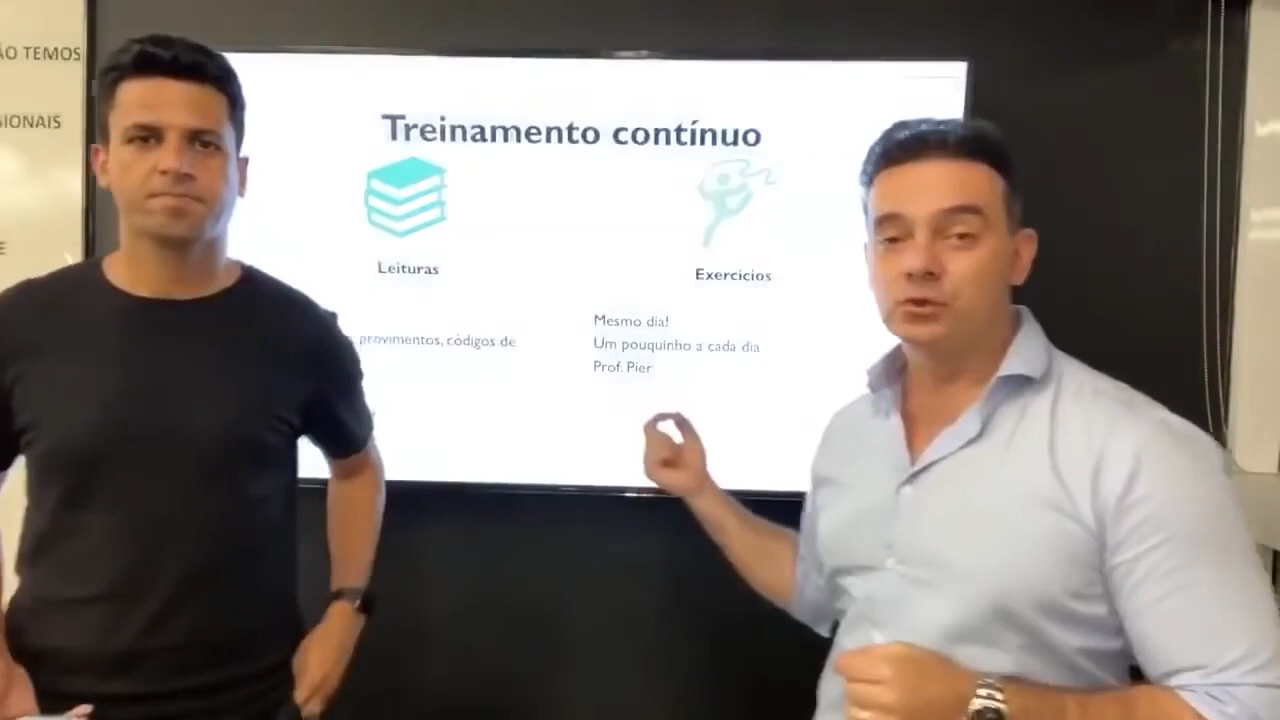 ÃO TEMOS
SIONAIS
E
Treinamento contínuo
Leituras
Exercícios
provimentos, códigos de
Mesmo dia!
Um pouquinho a cada dia
Prof. Pier